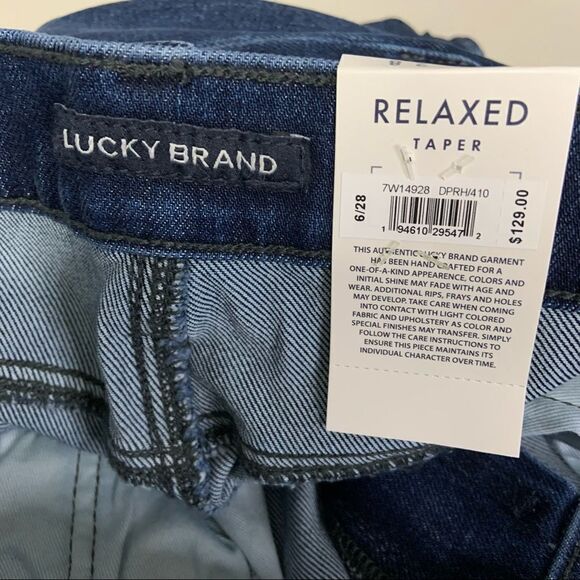 LUCKY BRAND
RELAXED
TAPER
7W14928 DPRH/410
6/28
1 94610 29547 2
$129.00
THIS AUTHENTIC LUCKY BRAND GARMENT
HAS BEEN HAND CRAFTED FOR A
ONE-OF-A-KIND APPEARENCE, COLORS AND
INITIAL SHINE MAY FADE WITH AGE AND
WEAR. ADDITIONAL RIPS, FRAYS AND HOLES
MAY DEVELOP. TAKE CARE WHEN COMING
INTO CONTACT WITH LIGHT COLORED
FABRIC AND UPHOLSTERY AS COLOR AND
SPECIAL FINISHES MAY TRANSFER. SIMPLY
FOLLOW THE CARE INSTRUCTIONS TO
ENSURE THIS PIECE MAINTAINS ITS
INDIVIDUAL CHARACTER OVER TIME.